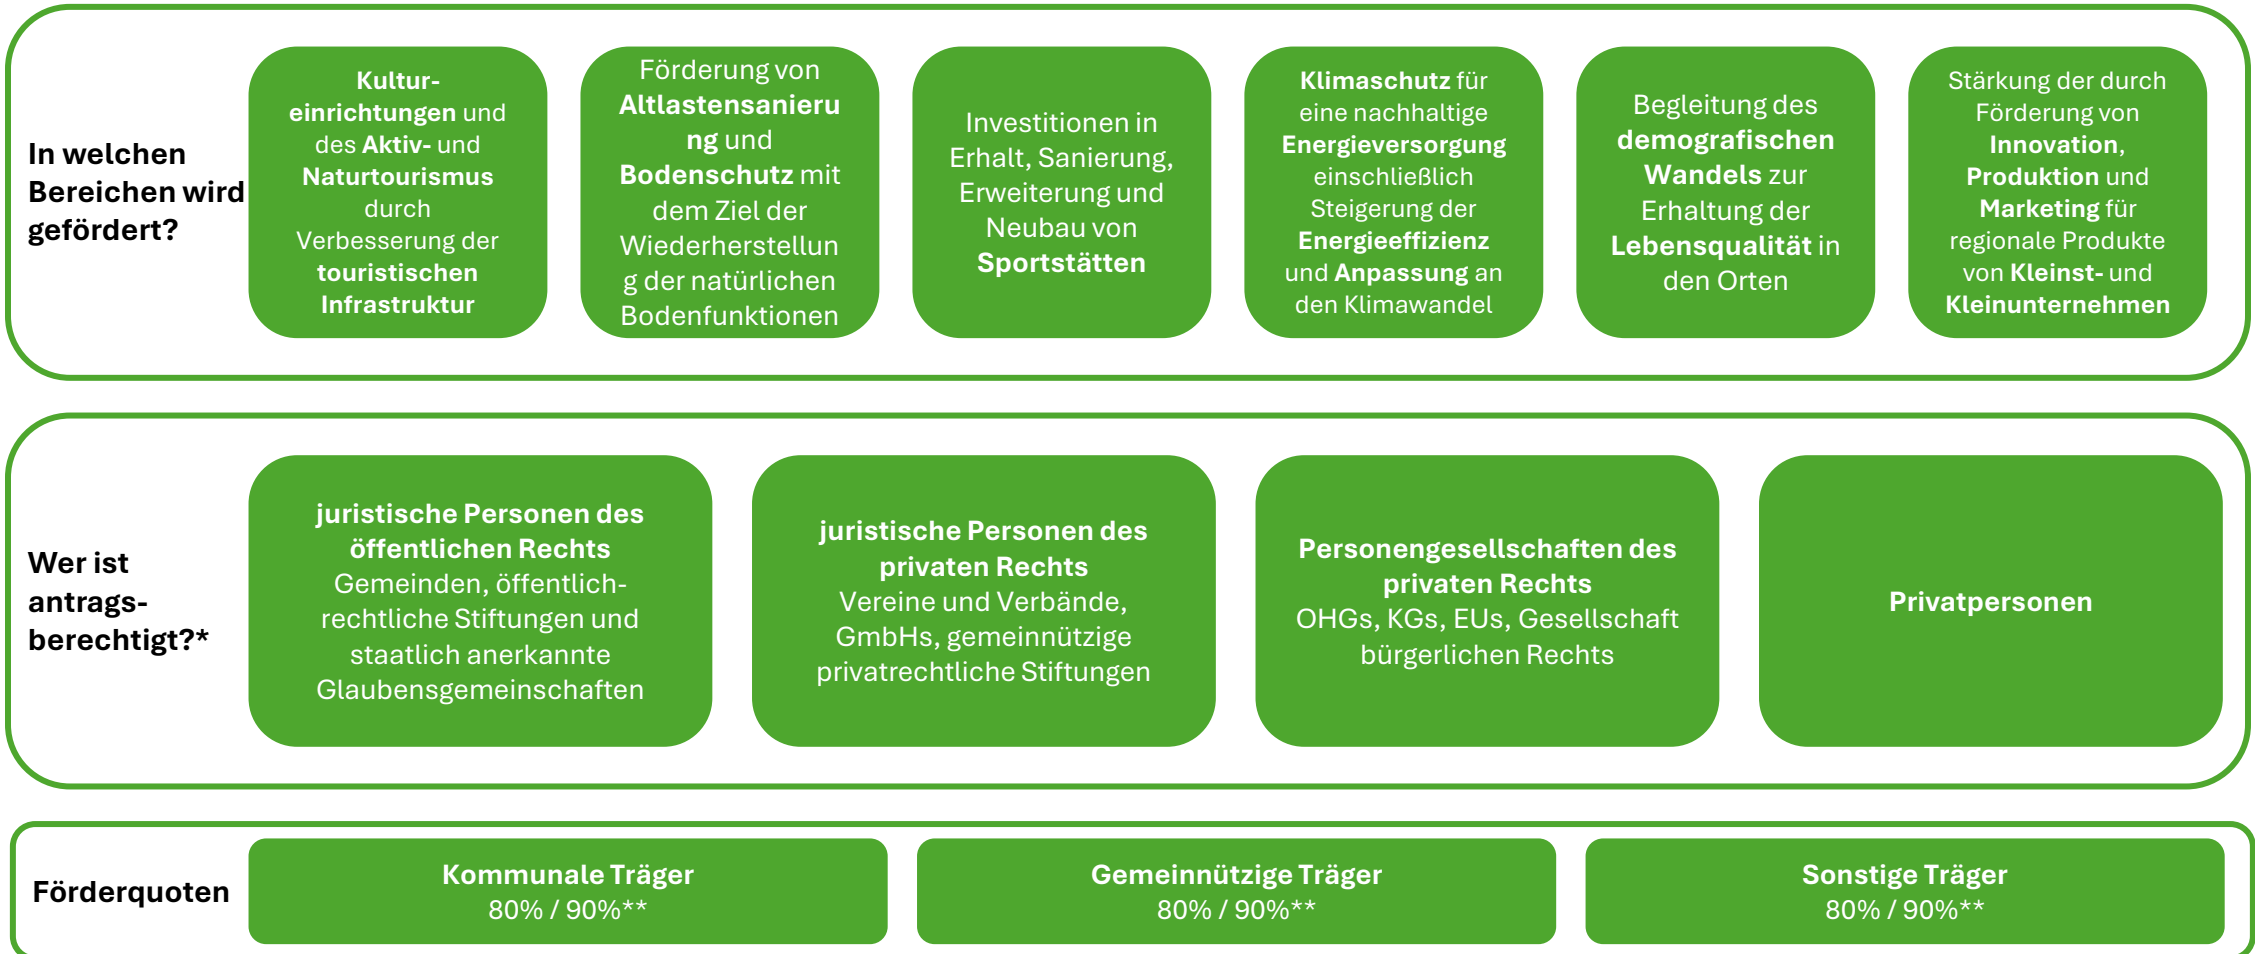 In welchen
Bereichen wird
gefördert?
Kultur-
einrichtungen und
des Aktiv- und
Naturtourismus
durch
Verbesserung der
touristischen
Infrastruktur
Förderung von
Altlastensanieru
ng und
Bodenschutz mit
dem Ziel der
Wiederherstellun
g der natürlichen
Bodenfunktionen
Investitionen in
Erhalt, Sanierung,
Erweiterung und
Neubau von
Sportstätten
Klimaschutz für
eine nachhaltige
Energieversorgung
einschließlich
Steigerung der
Energieeffizienz
und Anpassung an
den Klimawandel
Begleitung des
demografischen
Wandels zur
Erhaltung der
Lebensqualität in
den Orten
Stärkung der durch
Förderung von
Innovation,
Produktion und
Marketing für
regionale Produkte
von Kleinst- und
Kleinunternehmen
Wer ist
antrags-
berechtigt?*
juristische Personen des
öffentlichen Rechts
Gemeinden, öffentlich-
rechtliche Stiftungen und
staatlich anerkannte
Glaubensgemeinschaften
juristische Personen des
privaten Rechts
Vereine und Verbände,
GmbHs, gemeinnützige
privatrechtliche Stiftungen
Personengesellschaften des
privaten Rechts
OHGs, KGs, EUs, Gesellschaft
bürgerlichen Rechts
Privatpersonen
Förderquoten
Kommunale Träger
80% / 90%**
Gemeinnützige Träger
80% / 90%**
Sonstige Träger
80% / 90%**